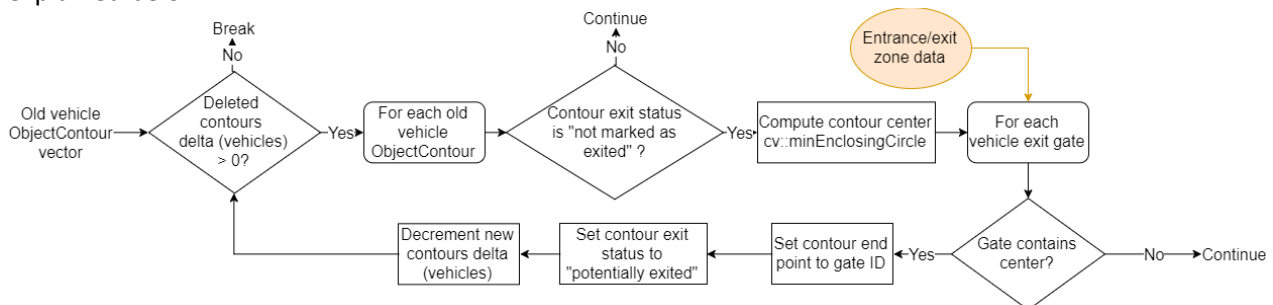 Break
Continue
No
No
Entrance/exit
zone data
Old vehicle
ObjectContour
vector
Deleted
contours
delta (vehicles)
> 0?
Yes
For each old
vehicle
ObjectContour
Contour exit status
is "not marked as
exited" ?
Yes
Compute contour center
cv::minEnclosingCircle
For each
vehicle exit gate
Decrement new
contours delta
(vehicles)
Set contour exit
status to
"potentially exited"
Set contour end
point to gate ID
Yes
Gate contains
center?
No
Continue